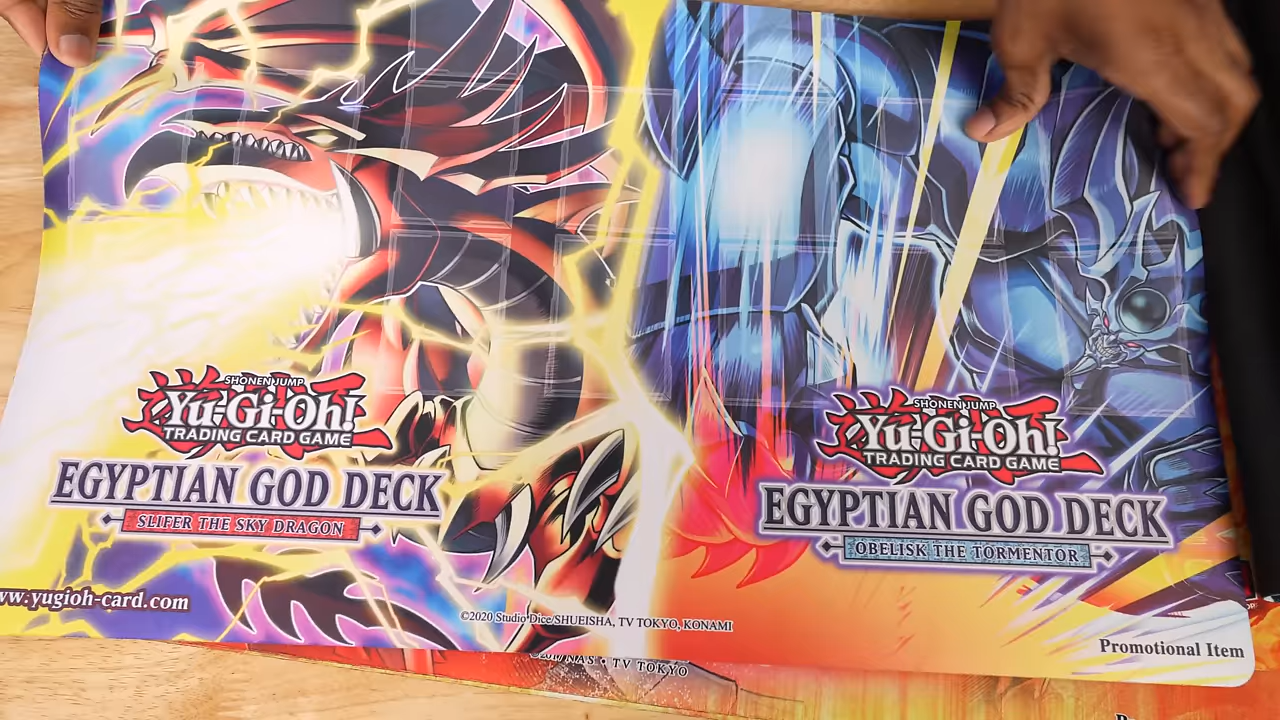 SHONEN JUMP
Yu-Gi-Oh!
TRADING CARD GAME
EGYPTIAN GOD DECK
SLIFER THE SKY DRAGON
SHONEN JUMP
Yu-Gi-Oh!
TRADING CARD GAME
EGYPTIAN GOD DECK
OBELISK THE TORMENTOR
ww.yugioh-card.com
©2020 Studio Dice/SHUEISHA, TV TOKYO, KONAMI
Promotional Item
NAS • TV TOKYO